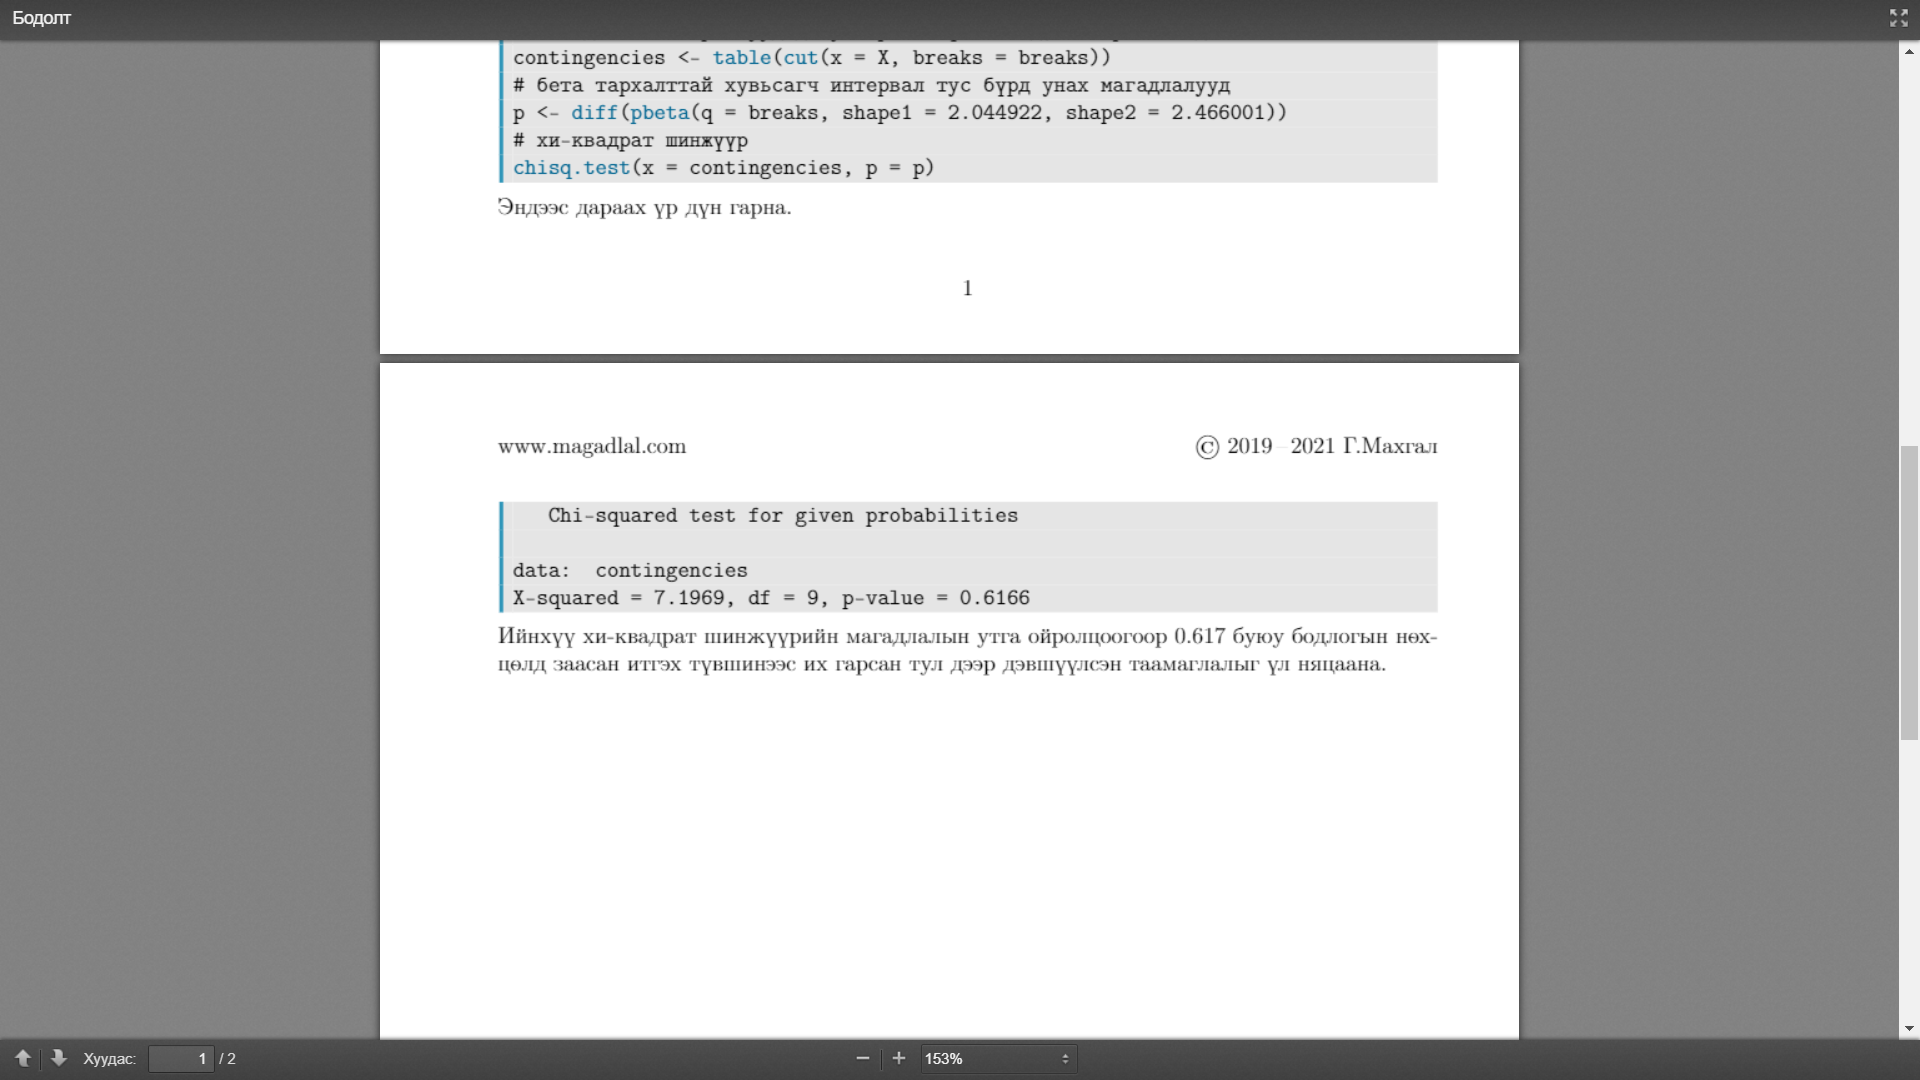 Бодолт
contingencies <- table(cut(x = X, breaks = breaks))
# бета тархалттай хувьсагч интервал тус бүрд унах магадлалууд
p <- diff(pbeta(q = breaks, shape1 = 2.044922, shape2 = 2.466001))
# хи-квадрат шинжүүр
chisq.test(x = contingencies, p = p)
Эндээс дараах үр дүн гарна.
1
www.magadlal.com © 2019 – 2021 Г.Махгал
Chi-squared test for given probabilities
data:  contingencies
X-squared = 7.1969, df = 9, p-value = 0.6166
Ийнхүү хи-квадрат шинжүүрийн магадлалын утга ойролцоогоор 0.617 буюу бодлогын нөх-
цөлд заасан итгэх түвшинээс их гарсан тул дээр дэвшүүлсэн таамаглалыг үл няцаана.
Хуудас: 1 / 2 153%